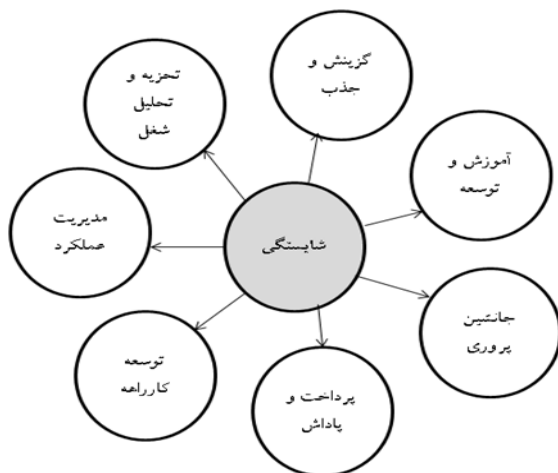 گزینش و
جذب
تجزیه و
تحلیل
شغل
آموزش و
توسعه
مدیریت
عملکرد
شایستگی
جانشین
پروری
توسعه
کارراهه
پرداخت و
پاداش